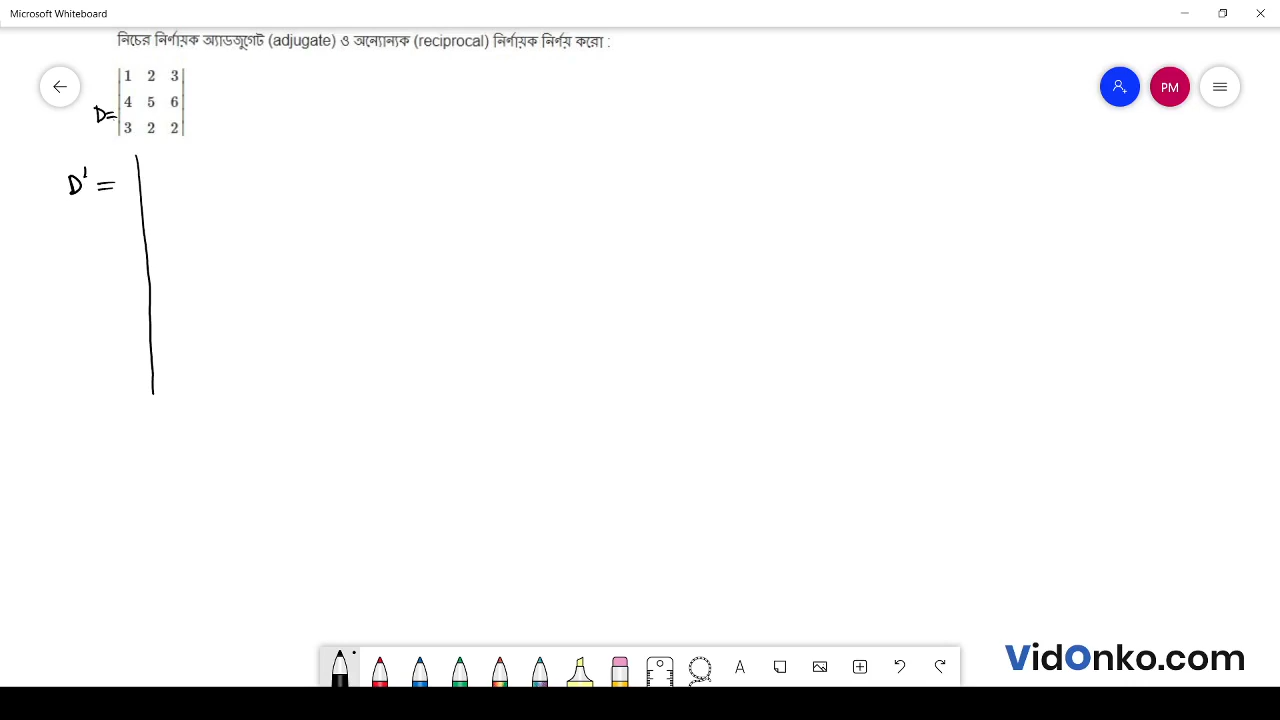 Microsoft Whiteboard
নিচের নির্ণায়ক অ্যাডজুগেট (adjugate) ও অন্যোন্যক (reciprocal) নির্ণায়ক নির্ণয় করো :
1 2 3
D= 4 5 6
3 2 2
D' =
PM
A
VidOnko.com